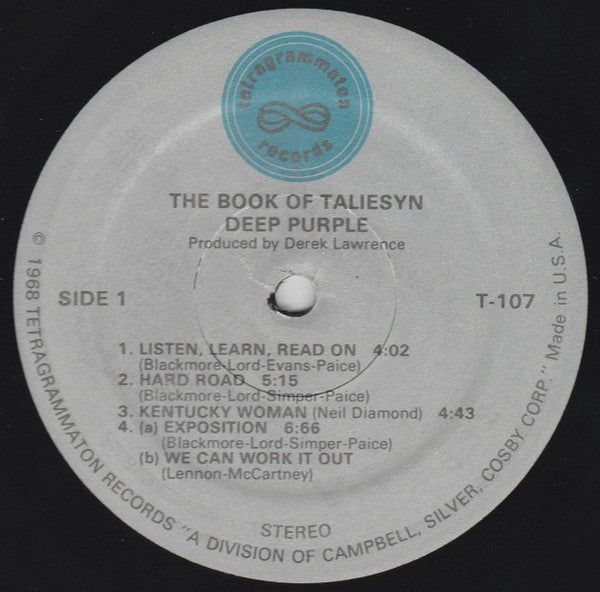 tetragrammaton
records
THE BOOK OF TALIESYN
DEEP PURPLE
Produced by Derek Lawrence
SIDE 1
T-107
1. LISTEN, LEARN, READ ON 4:02
(Blackmore-Lord-Evans-Paice)
2. HARD ROAD 5:15
(Blackmore-Lord-Simper-Paice)
3. KENTUCKY WOMAN (Neil Diamond) 4:43
4. (a) EXPOSITION 6:66
(Blackmore-Lord-Simper-Paice)
(b) WE CAN WORK IT OUT
(Lennon-McCartney)
STEREO
© 1968 TETRAGRAMMATON RECORDS "A DIVISION OF CAMPBELL, SILVER, COSBY CORP." Made in U.S.A.